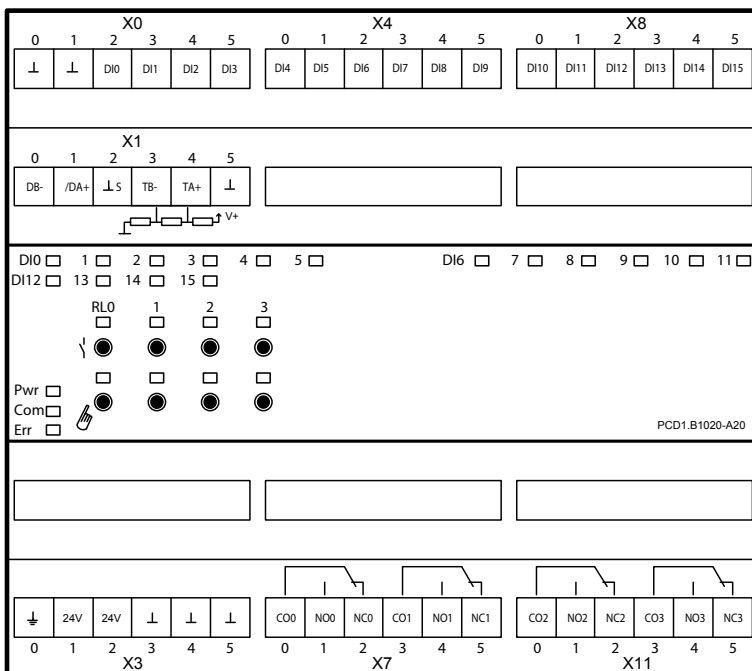 X0 X4 X8
0 1 2 3 4 5 0 1 2 3 4 5 0 1 2 3 4 5
⊥ ⊥ DI0 DI1 DI2 DI3 DI4 DI5 DI6 DI7 DI8 DI9 DI10 DI11 DI12 DI13 DI14 DI15
X1
0 1 2 3 4 5
DB- /DA+ ⊥ S TB- TA+ ⊥
V+
DI0 1 2 3 4 5 DI6 7 8 9 10 11
DI12 13 14 15
RL0 1 2 3
Pwr
Com
Err
PCD1.B1020-A20
⏚ 24V 24V ⊥ ⊥ ⊥ CO0 NO0 NC0 CO1 NO1 NC1 CO2 NO2 NC2 CO3 NO3 NC3
0 1 2 3 4 5 0 1 2 3 4 5 0 1 2 3 4 5
X3 X7 X11